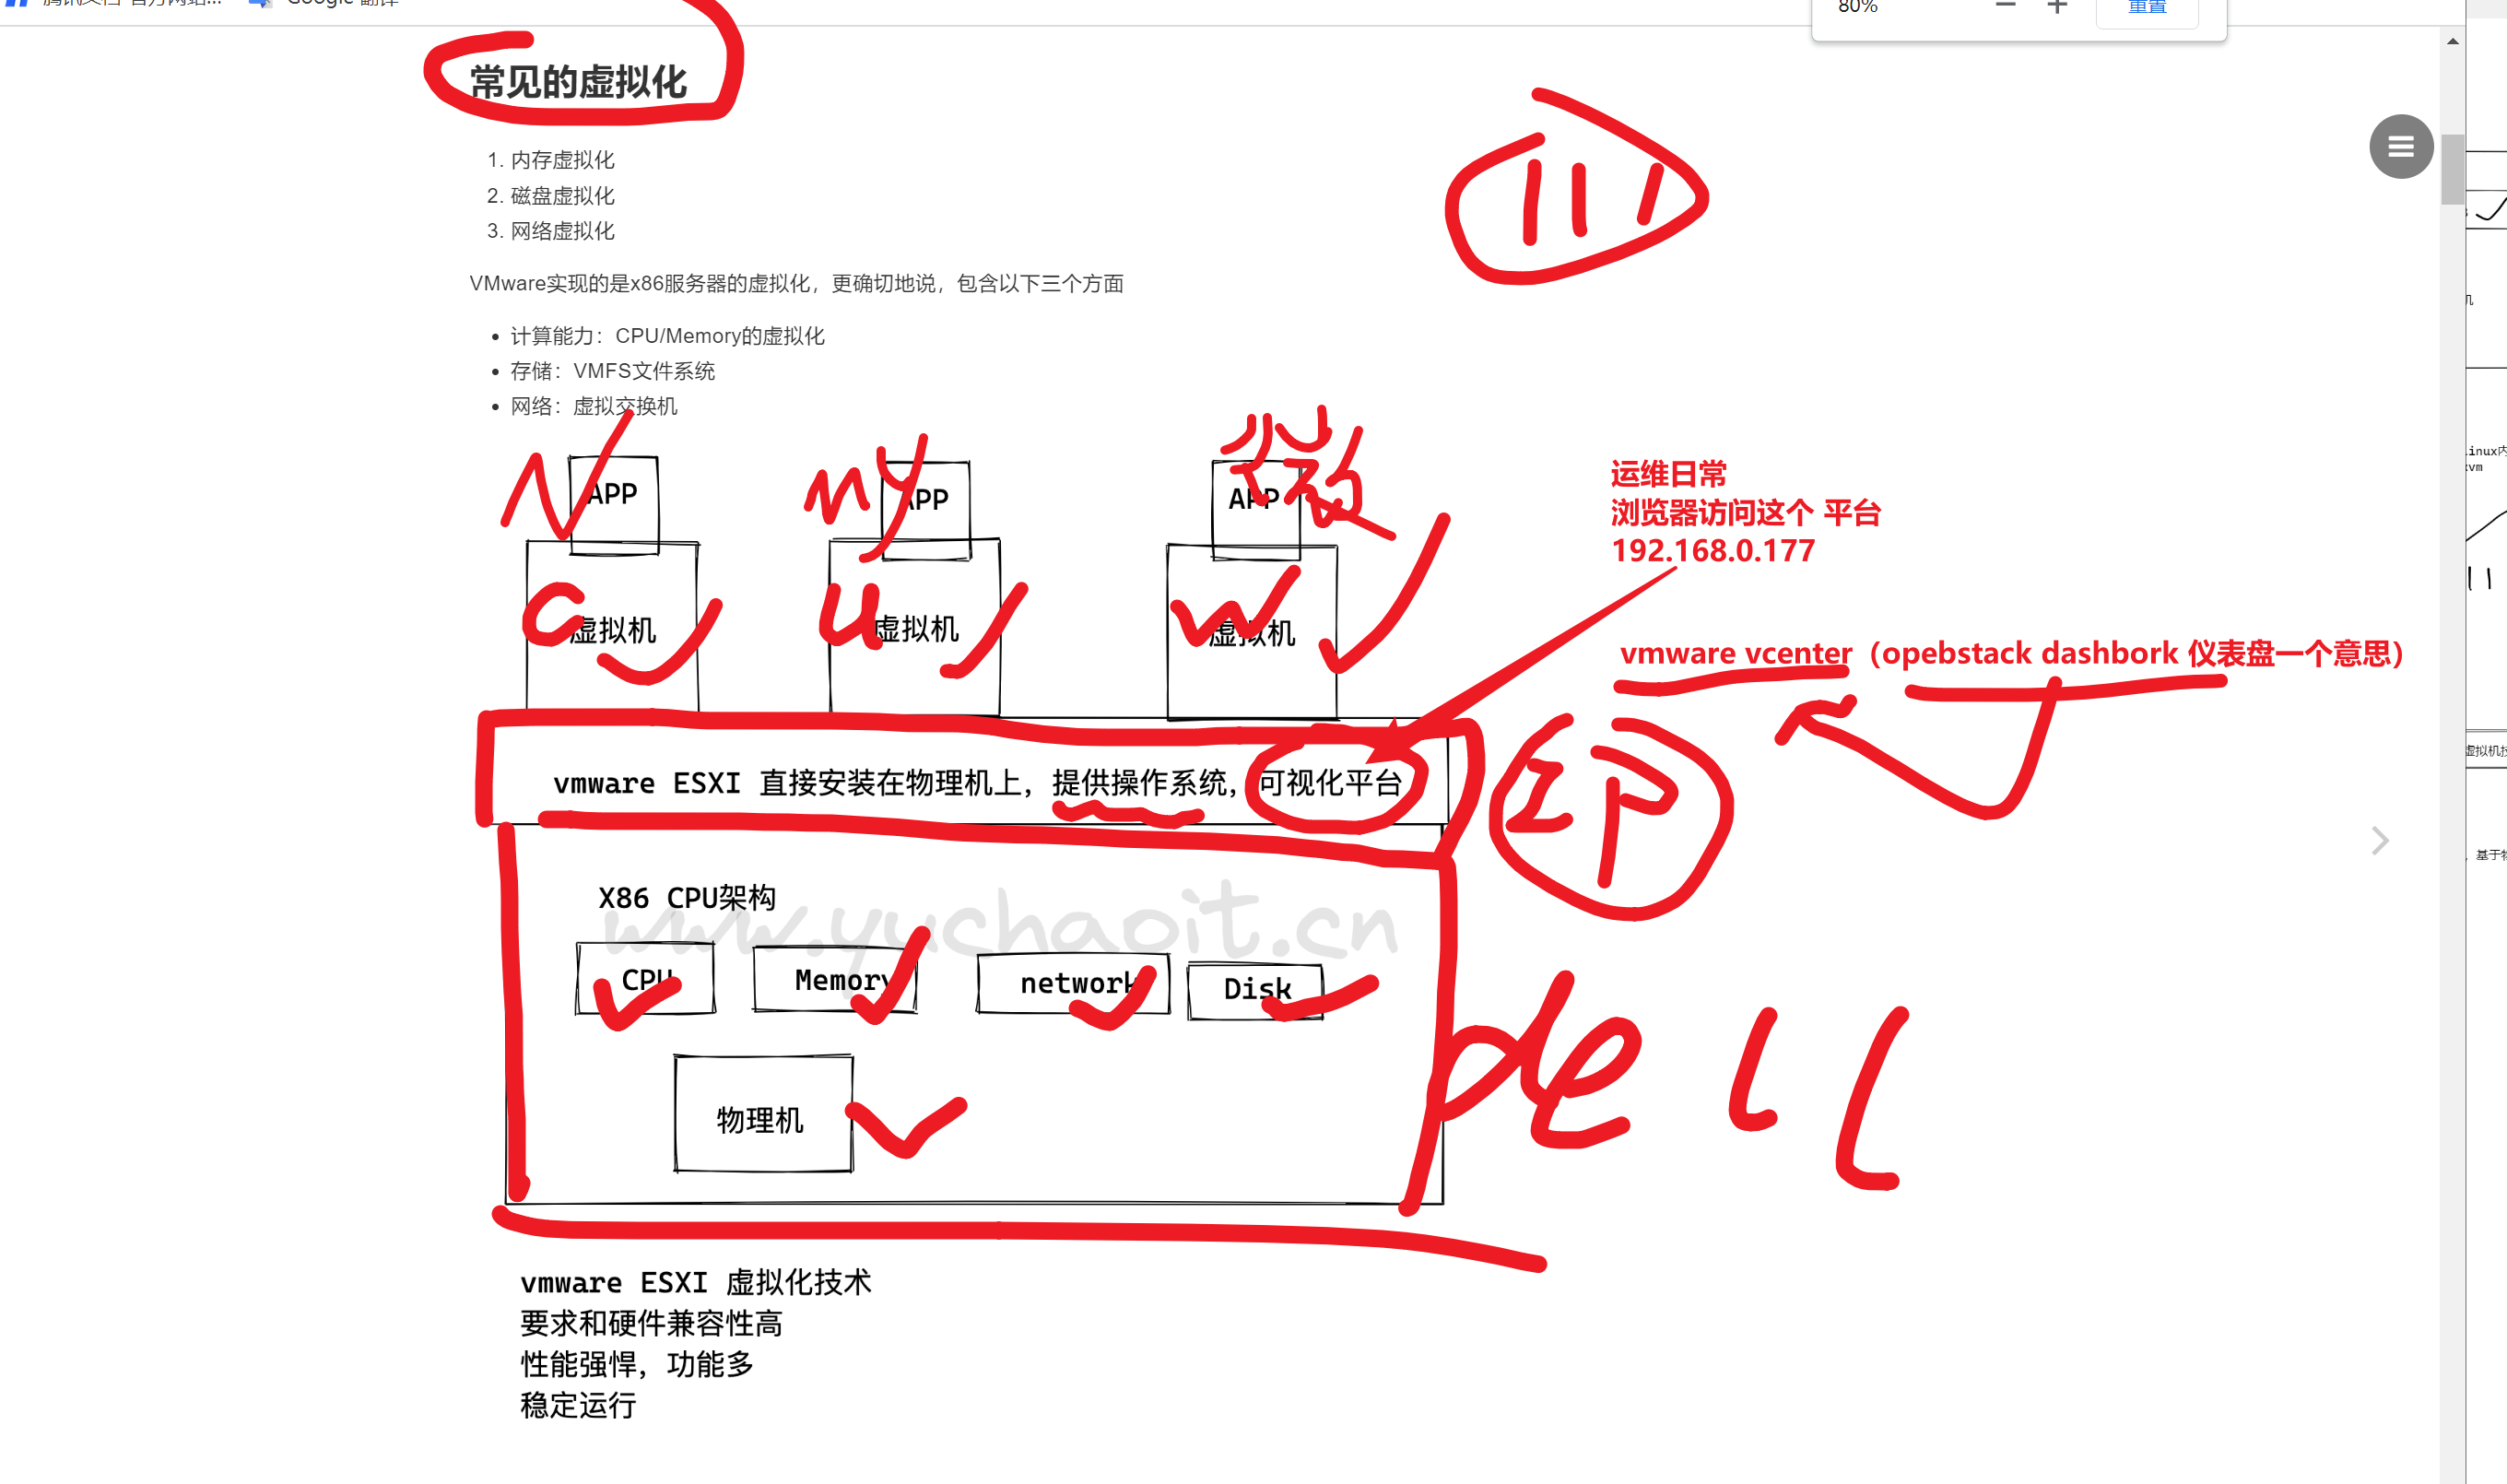 80%
重置
常见的虚拟化
1. 内存虚拟化
2. 磁盘虚拟化
3. 网络虚拟化
VMware实现的是x86服务器的虚拟化，更确切地说，包含以下三个方面
• 计算能力：CPU/Memory的虚拟化
• 存储：VMFS文件系统
• 网络：虚拟交换机
N
APP
my
APP
APP
C
虚拟机
u
虚拟机
w
虚拟机
运维日常
浏览器访问这个 平台
192.168.0.177
vmware vcenter（opebstack dashbork 仪表盘一个意思）
vmware ESXI 直接安装在物理机上，提供操作系统，可视化平台
IP
X86 CPU架构
www.yuchaoit.cn
CPU
Memory
network
Disk
dell
物理机
vmware ESXI 虚拟化技术
要求和硬件兼容性高
性能强悍，功能多
稳定运行